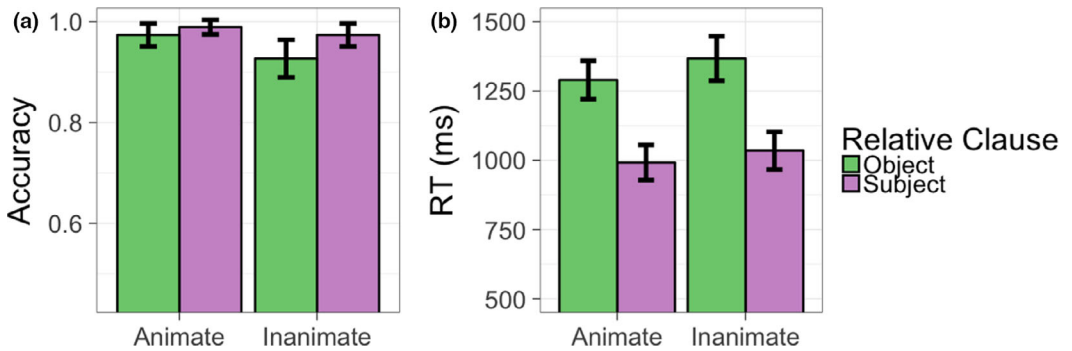 (a)
Accuracy
1.0
0.8
0.6
Animate Inanimate
(b)
RT (ms)
1500
1250
1000
750
500
Animate Inanimate
Relative Clause
Object
Subject